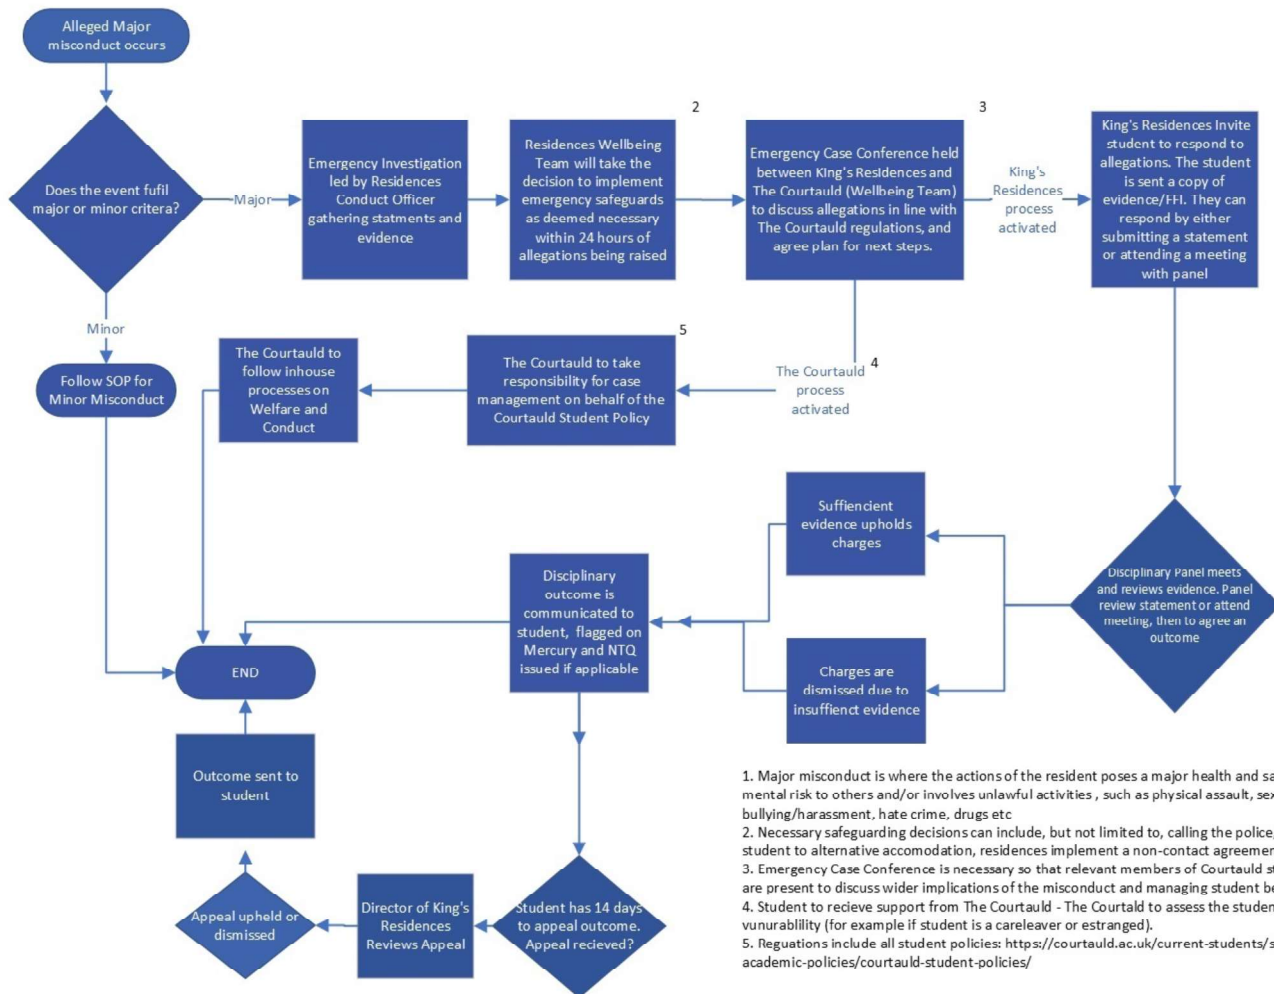 Alleged Major
misconduct occurs
Does the event fufil
major or minor critera?
Major
Emergency Investigation
led by Residences
Conduct Officer
gathering statments and
evidence
2
Residences Wellbeing
Team will take the
decision to implement
emergency safeguards
as deemed necessary
within 24 hours of
allegations being raised
3
Emergency Case Conference held
between King's Residences and
The Courtauld (Wellbeing Team)
to discuss allegations in line with
The Courtauld regulations, and
agree plan for next steps.
King's
Residences
process
activated
King's Residences Invite
student to respond to
allegations. The student
is sent a copy of
evidence/FFI. They can
respond by either
submitting a statement
or attending a meeting
with panel
Minor
Follow SOP for
Minor Misconduct
The Courtauld to
follow inhouse
processes on
Welfare and
Conduct
5
The Courtauld to take
responsibility for case
management on behalf of the
Courtauld Student Policy
4
The Courtauld
process
activated
Suffiencient
evidence upholds
charges
Disciplinary Panel meets
and reviews evidence. Panel
review statement or attend
meeting, then to agree an
outcome
Charges are
dismissed due to
insuffienct evidence
Disciplinary
outcome is
communicated to
student, flagged on
Mercury and NTQ
issued if applicable
END
Outcome sent to
student
Appeal upheld or
dismissed
Director of King's
Residences
Reviews Appeal
Student has 14 days
to appeal outcome.
Appeal recieved?
1. Major misconduct is where the actions of the resident poses a major health and
mental risk to others and/or involves unlawful activities , such as physical assault,
bullying/harassment, hate crime, drugs etc
2. Necessary safeguarding decisions can include, but not limited to, calling the police,
student to alternative accomodation, residences implement a non-contact
3. Emergency Case Conference is necessary so that relevant members of Courtauld
are present to discuss wider implications of the misconduct and managing student
4. Student to recieve support from The Courtauld - The Courtald to assess the
vunurablility (for example if student is a careleaver or estranged).
5. Reguations include all student policies: https://courtauld.ac.uk/current-students/
academic-policies/courtauld-student-policies/